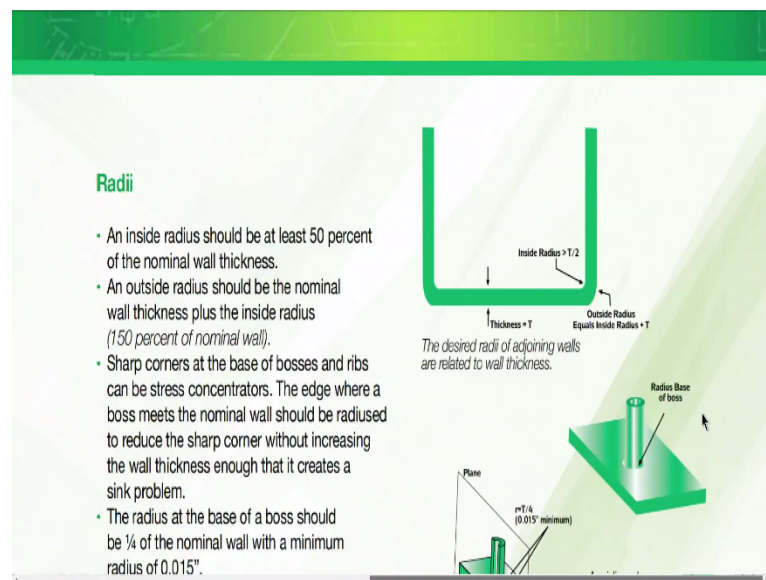 Radii
• An inside radius should be at least 50 percent
of the nominal wall thickness.
• An outside radius should be the nominal
wall thickness plus the inside radius
(150 percent of nominal wall).
• Sharp corners at the base of bosses and ribs
can be stress concentrators. The edge where a
boss meets the nominal wall should be radiused
to reduce the sharp corner without increasing
the wall thickness enough that it creates a
sink problem.
• The radius at the base of a boss should
be ¼ of the nominal wall with a minimum
radius of 0.015”.
Inside Radius > T/2
Thickness = T
Outside Radius
Equals Inside Radius + T
The desired radii of adjoining walls
are related to wall thickness.
Radius Base
of boss
Plane
r=T/4
(0.015" minimum)